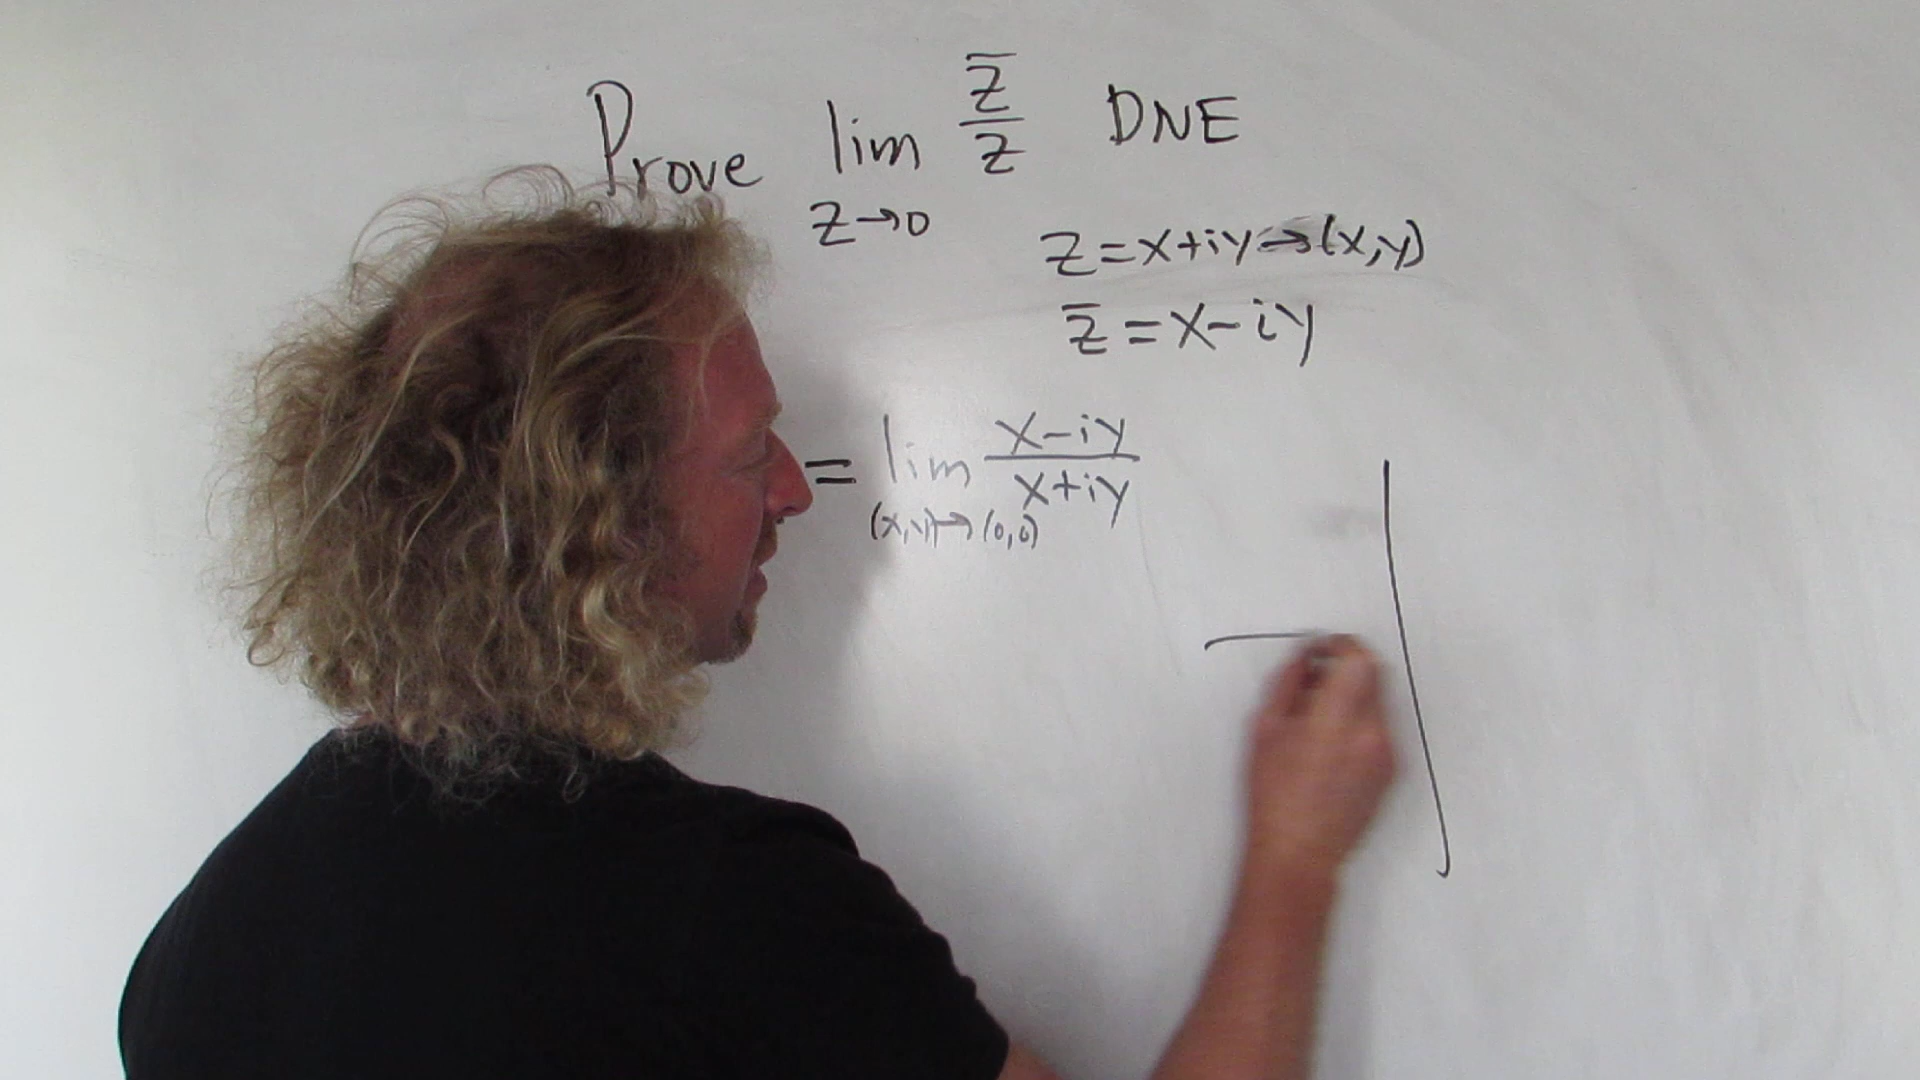 Prove lim z̅/z DNE
z→0
z=x+iy→(x,y)
z̅=x-iy
= lim x-iy/x+iy
(x,y)→(0,0)